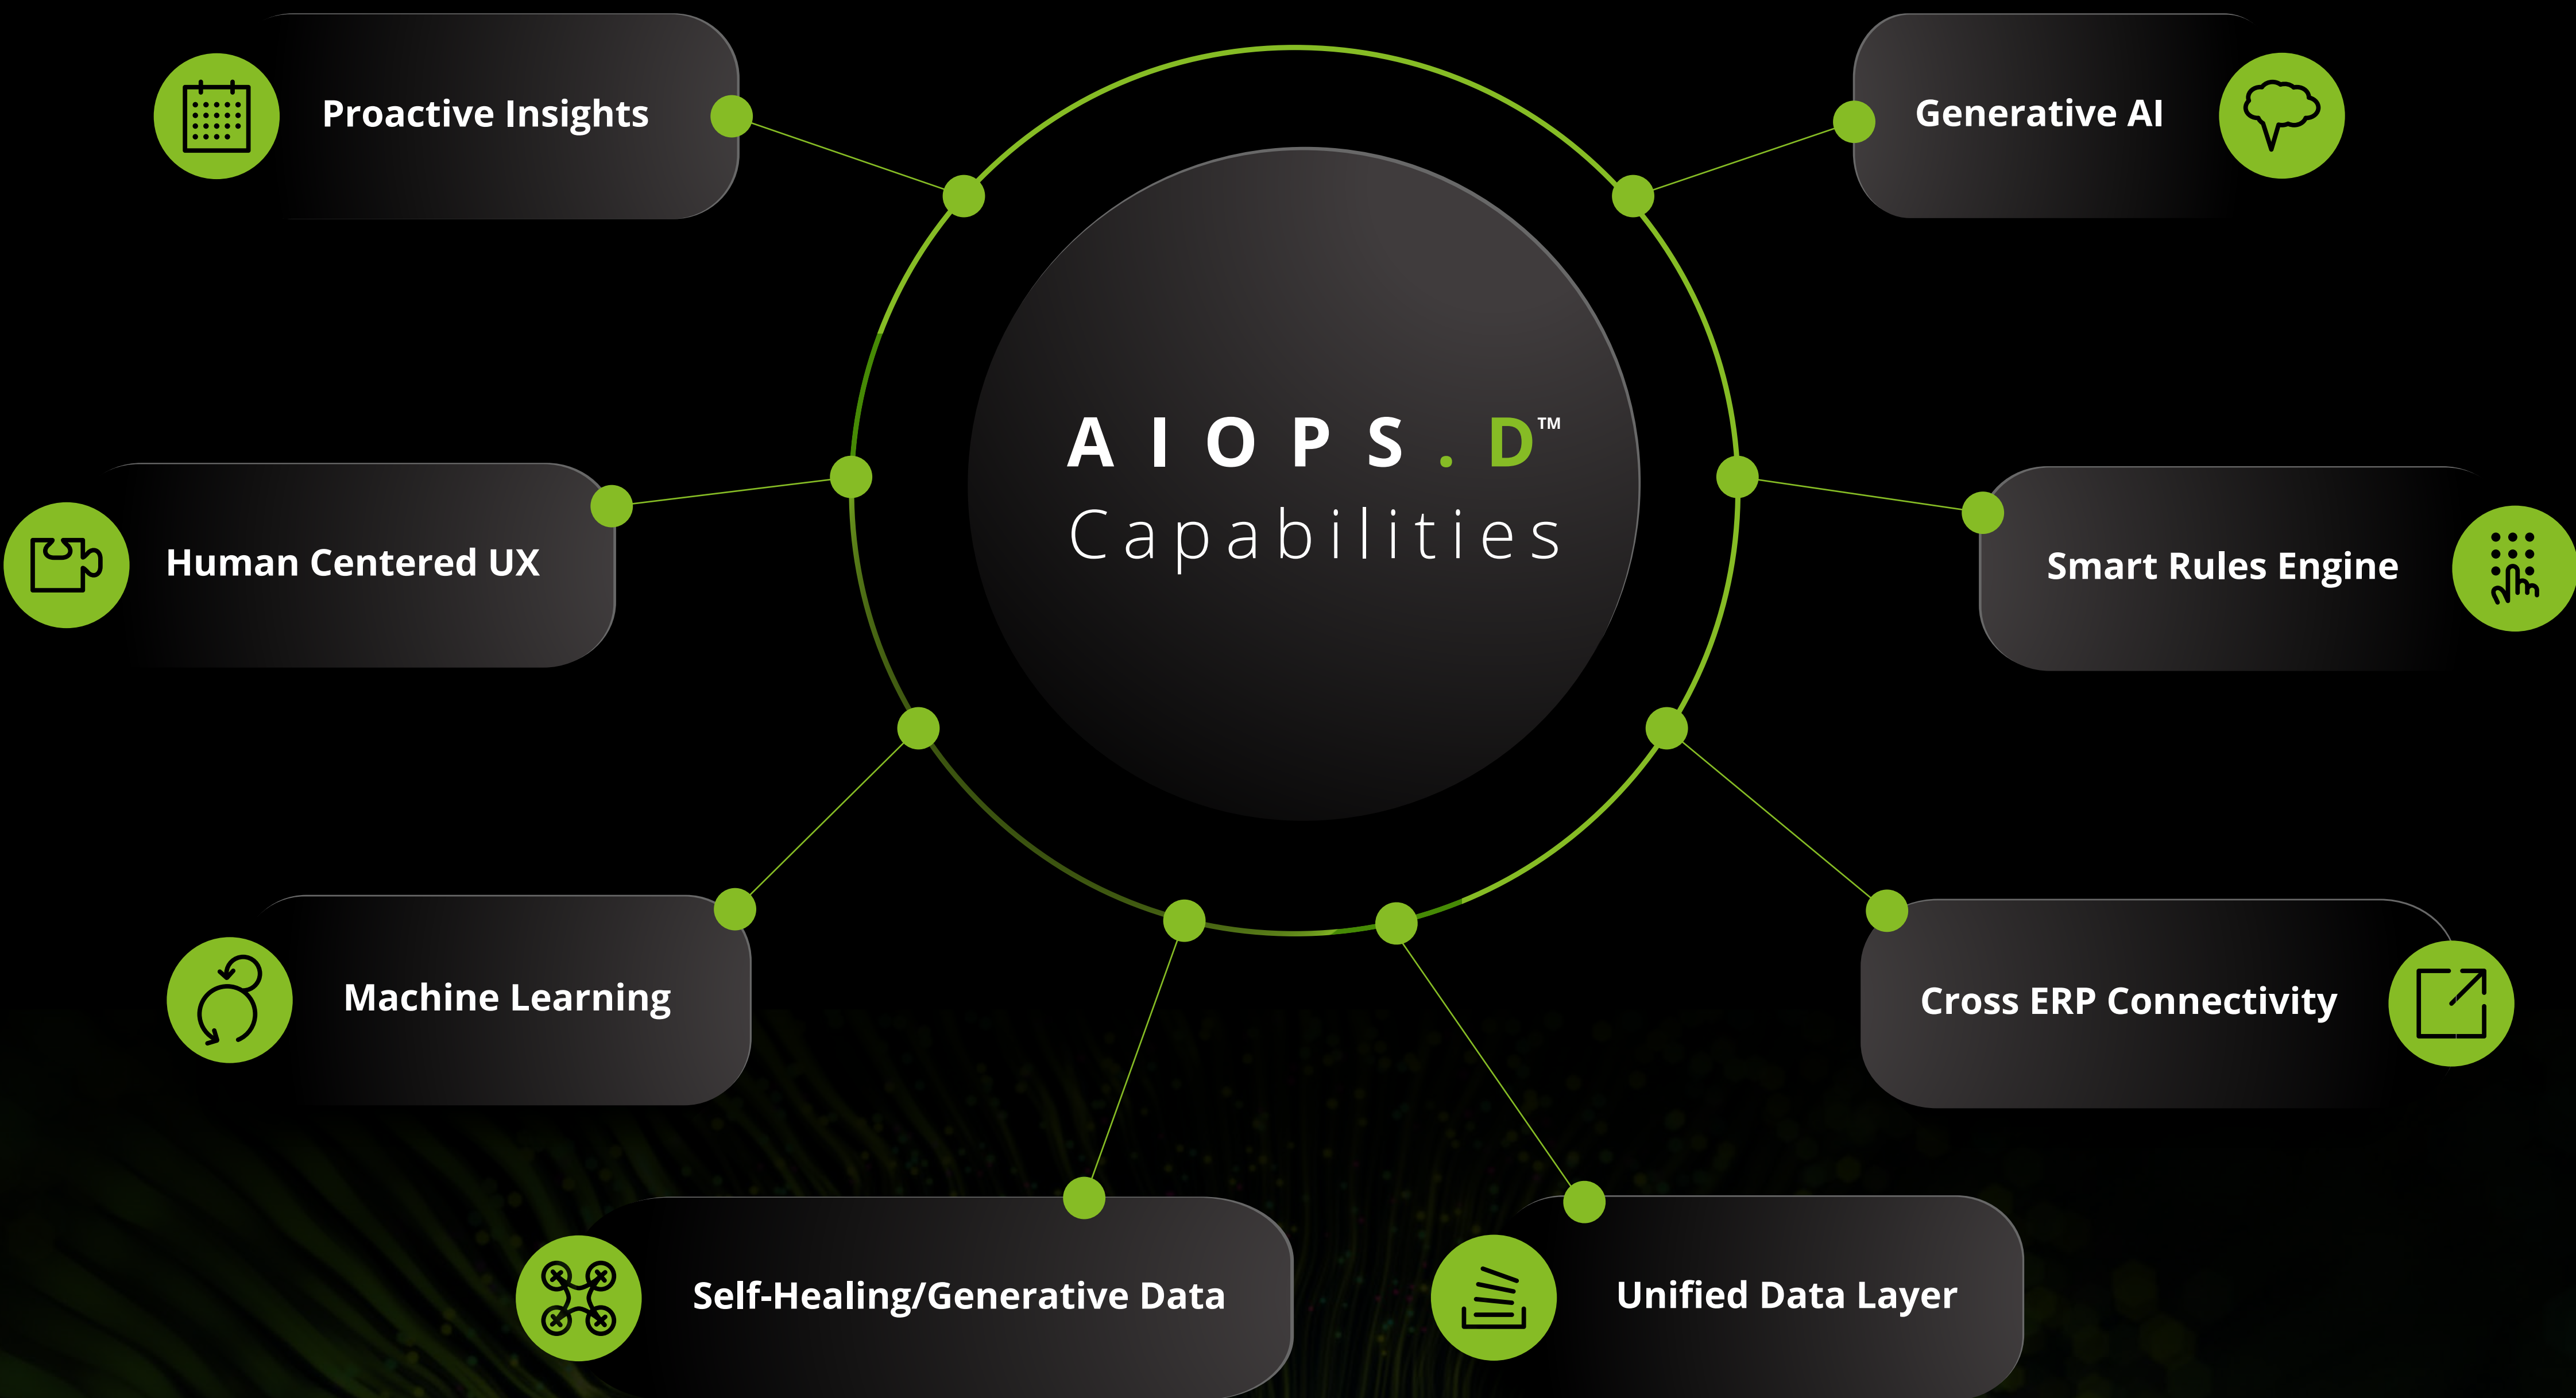 Proactive Insights
Generative AI
AIOPS.D™
Capabilities
Human Centered UX
Smart Rules Engine
Machine Learning
Cross ERP Connectivity
Self-Healing/Generative Data
Unified Data Layer